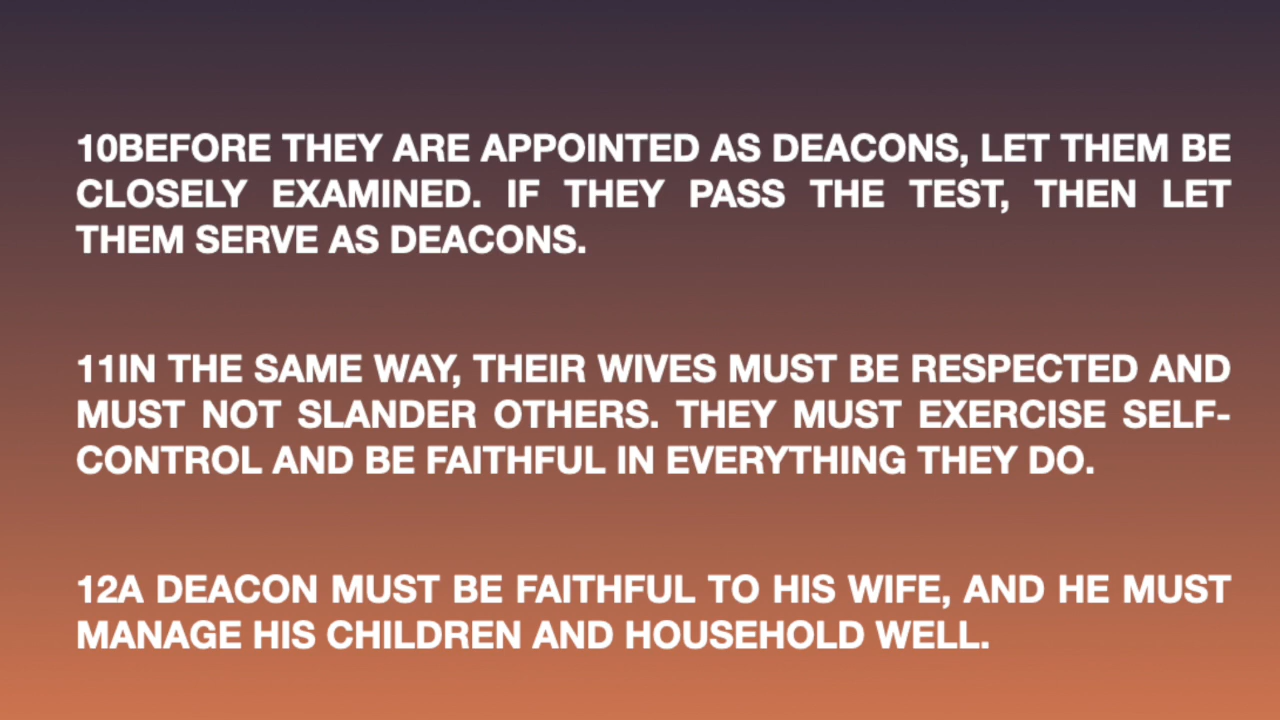 10BEFORE THEY ARE APPOINTED AS DEACONS, LET THEM BE
CLOSELY EXAMINED. IF THEY PASS THE TEST, THEN LET
THEM SERVE AS DEACONS.
11IN THE SAME WAY, THEIR WIVES MUST BE RESPECTED AND
MUST NOT SLANDER OTHERS. THEY MUST EXERCISE SELF-
CONTROL AND BE FAITHFUL IN EVERYTHING THEY DO.
12A DEACON MUST BE FAITHFUL TO HIS WIFE, AND HE MUST
MANAGE HIS CHILDREN AND HOUSEHOLD WELL.